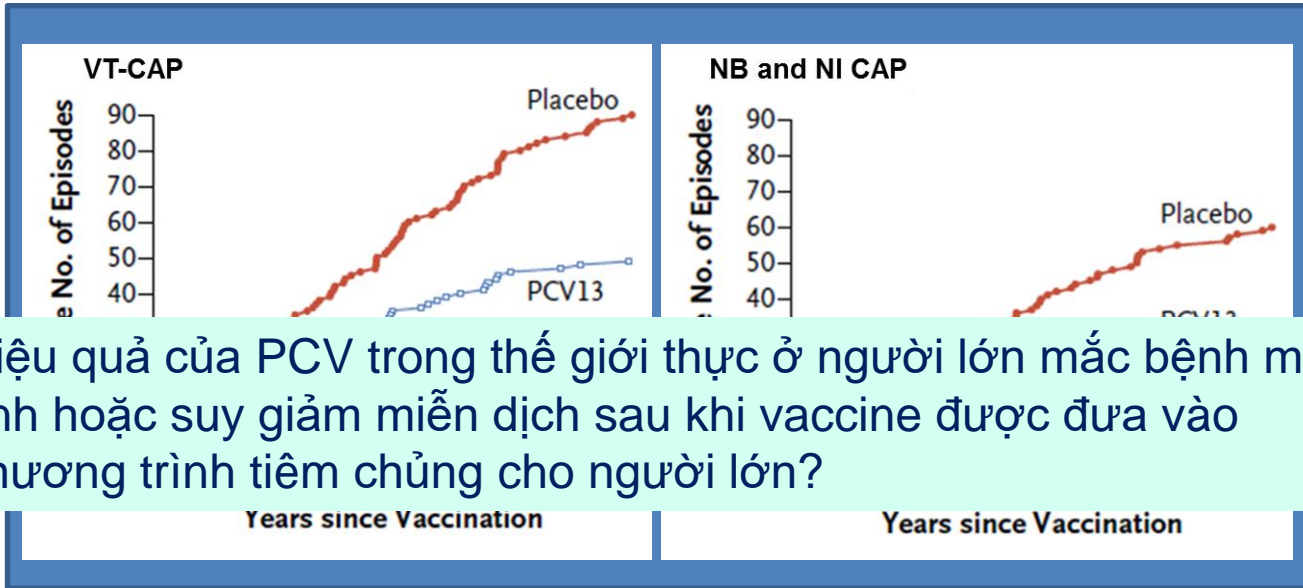 VT-CAP
Placebo
90
80
70
60
50
40
PCV13
No. of Episodes
NB and NI CAP
Placebo
90
80
70
60
50
40
No. of Episodes
iệu quả của PCV trong thế giới thực ở người lớn mắc bệnh m
nh hoặc suy giảm miễn dịch sau khi vaccine được đưa vào
hương trình tiêm chủng cho người lớn?
Years since Vaccination
Years since Vaccination